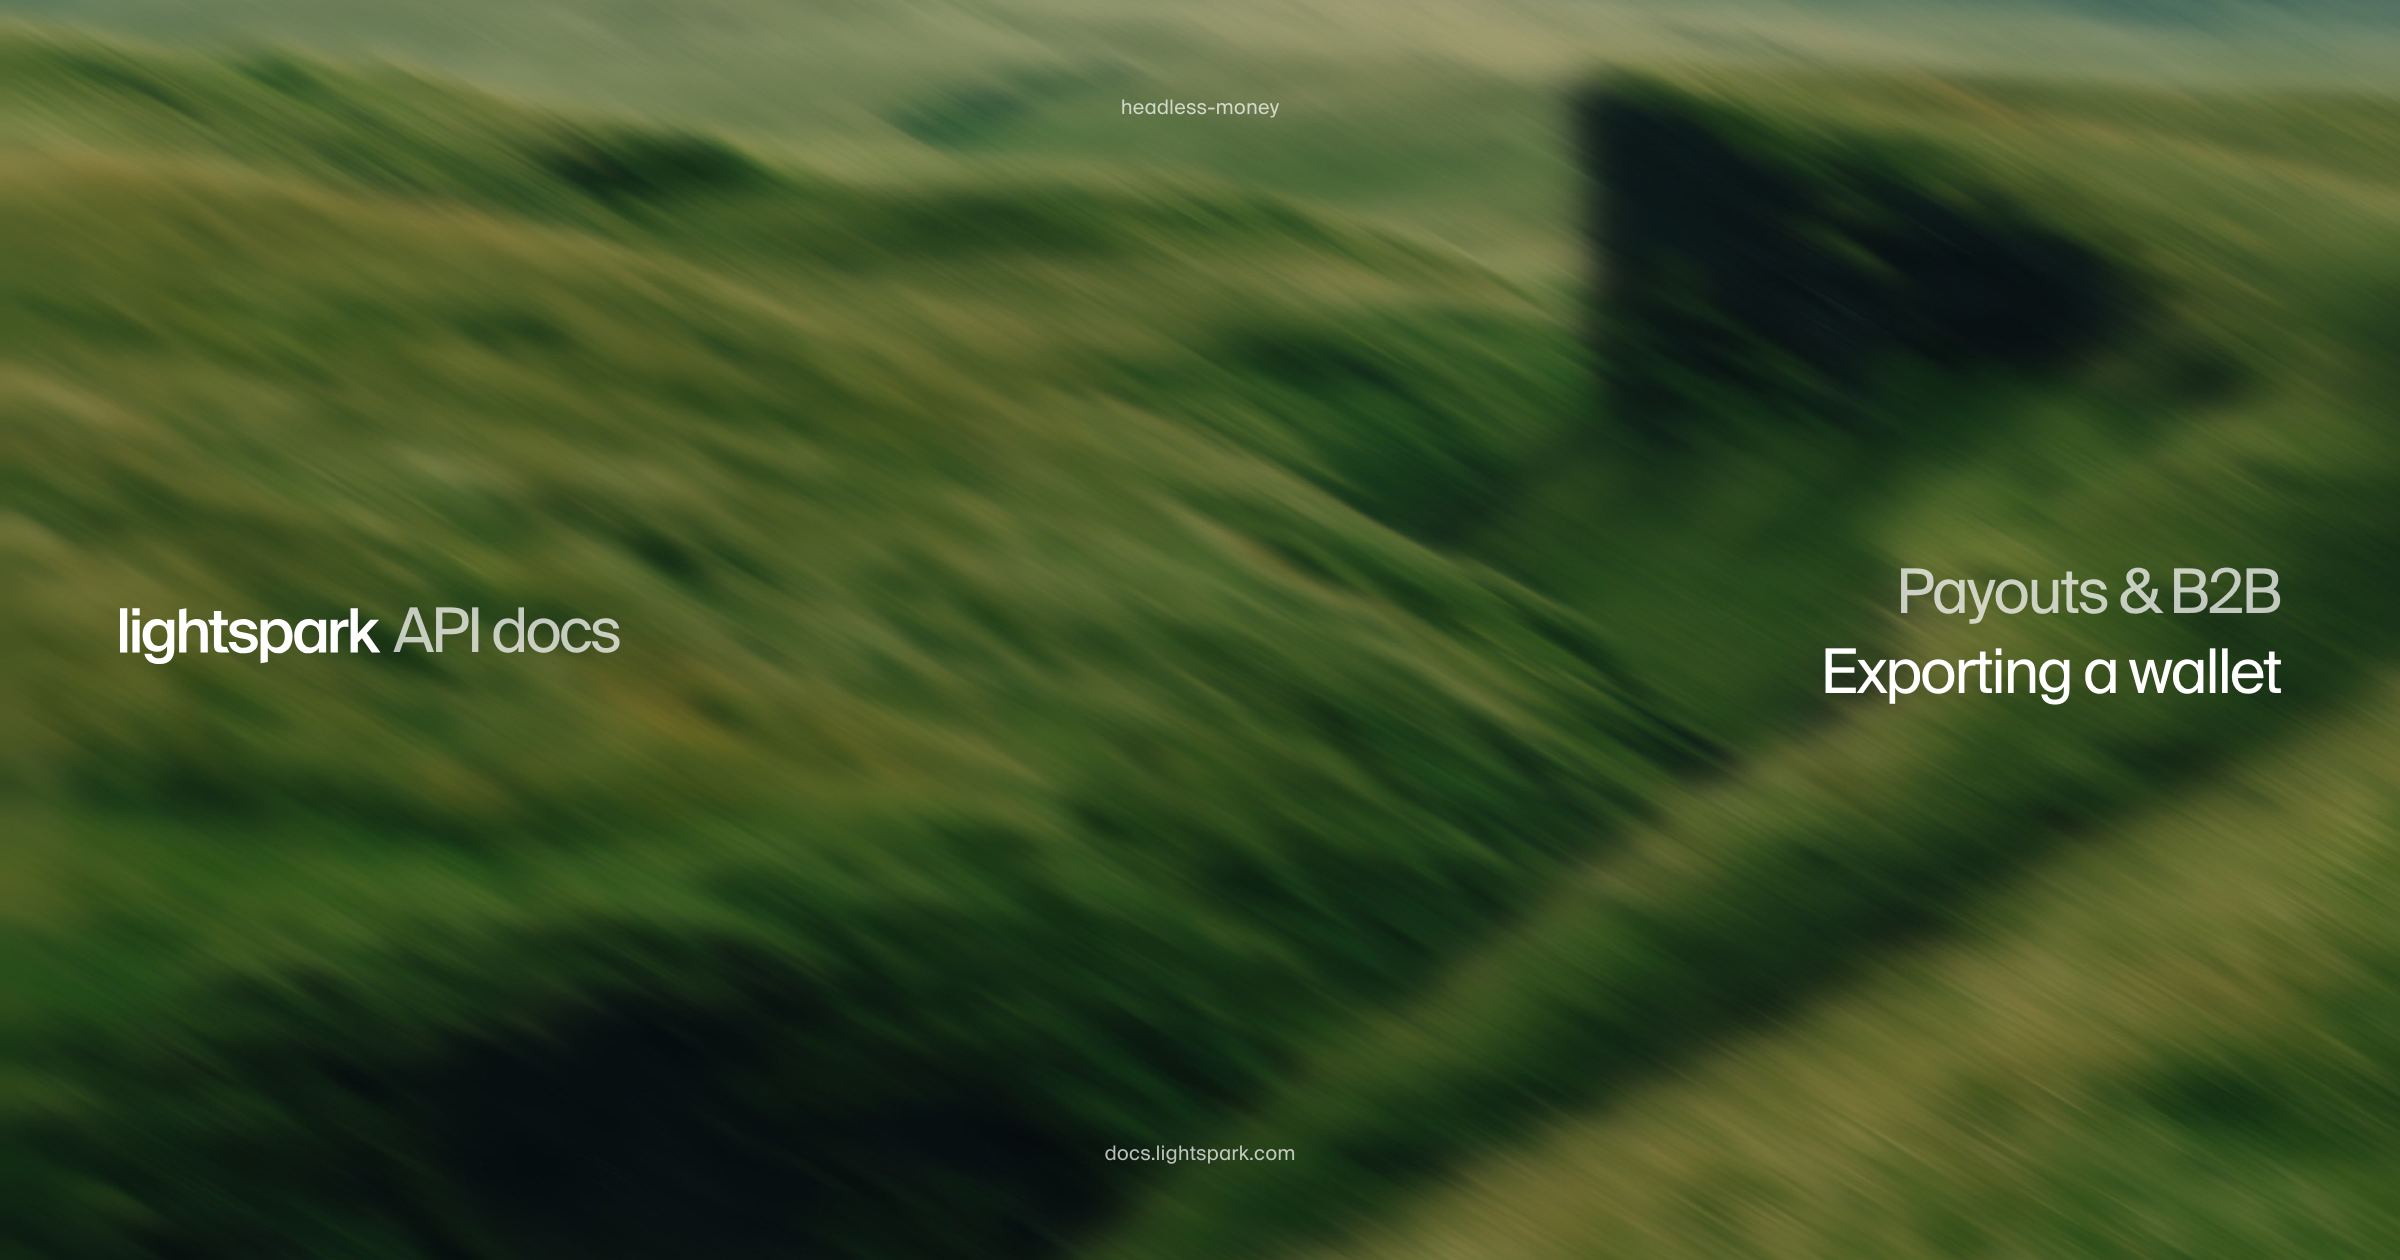 headless-money
lightspark API docs
Payouts & B2B
Exporting a wallet
docs.lightspark.com